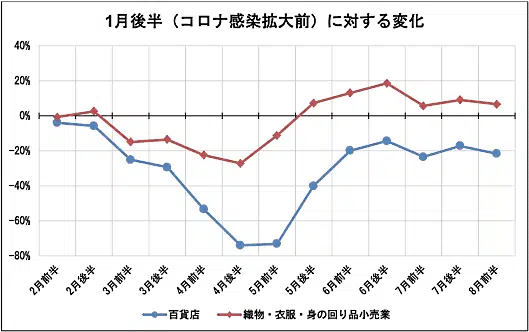 1月後半（コロナ感染拡大前）に対する変化
40%
20%
0%
-20%
-40%
-60%
-80%
2月前半
2月後半
3月前半
3月後半
4月前半
4月後半
5月前半
5月後半
6月前半
6月後半
7月前半
7月後半
8月前半
百貨店
織物・衣服・身の回り品小売業